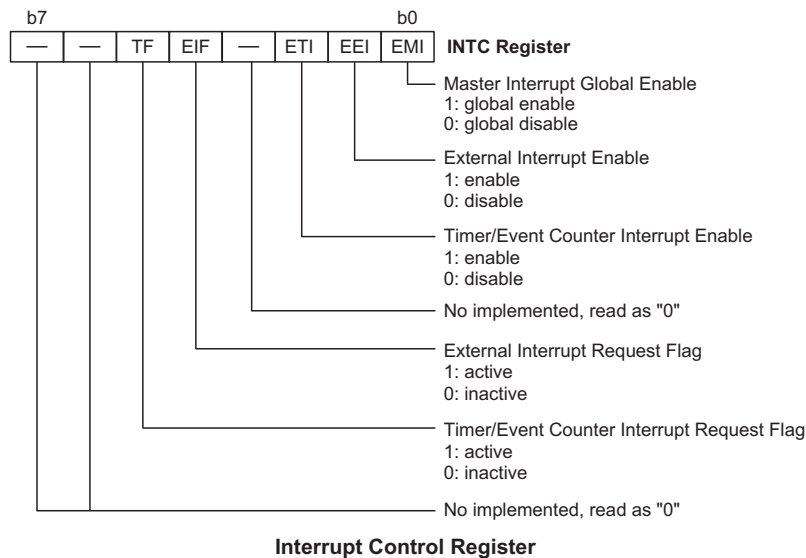 b7 b0
— — TF EIF — ETI EEI EMI INTC Register
Master Interrupt Global Enable
1: global enable
0: global disable
External Interrupt Enable
1: enable
0: disable
Timer/Event Counter Interrupt Enable
1: enable
0: disable
No implemented, read as "0"
External Interrupt Request Flag
1: active
0: inactive
Timer/Event Counter Interrupt Request Flag
1: active
0: inactive
No implemented, read as "0"
Interrupt Control Register